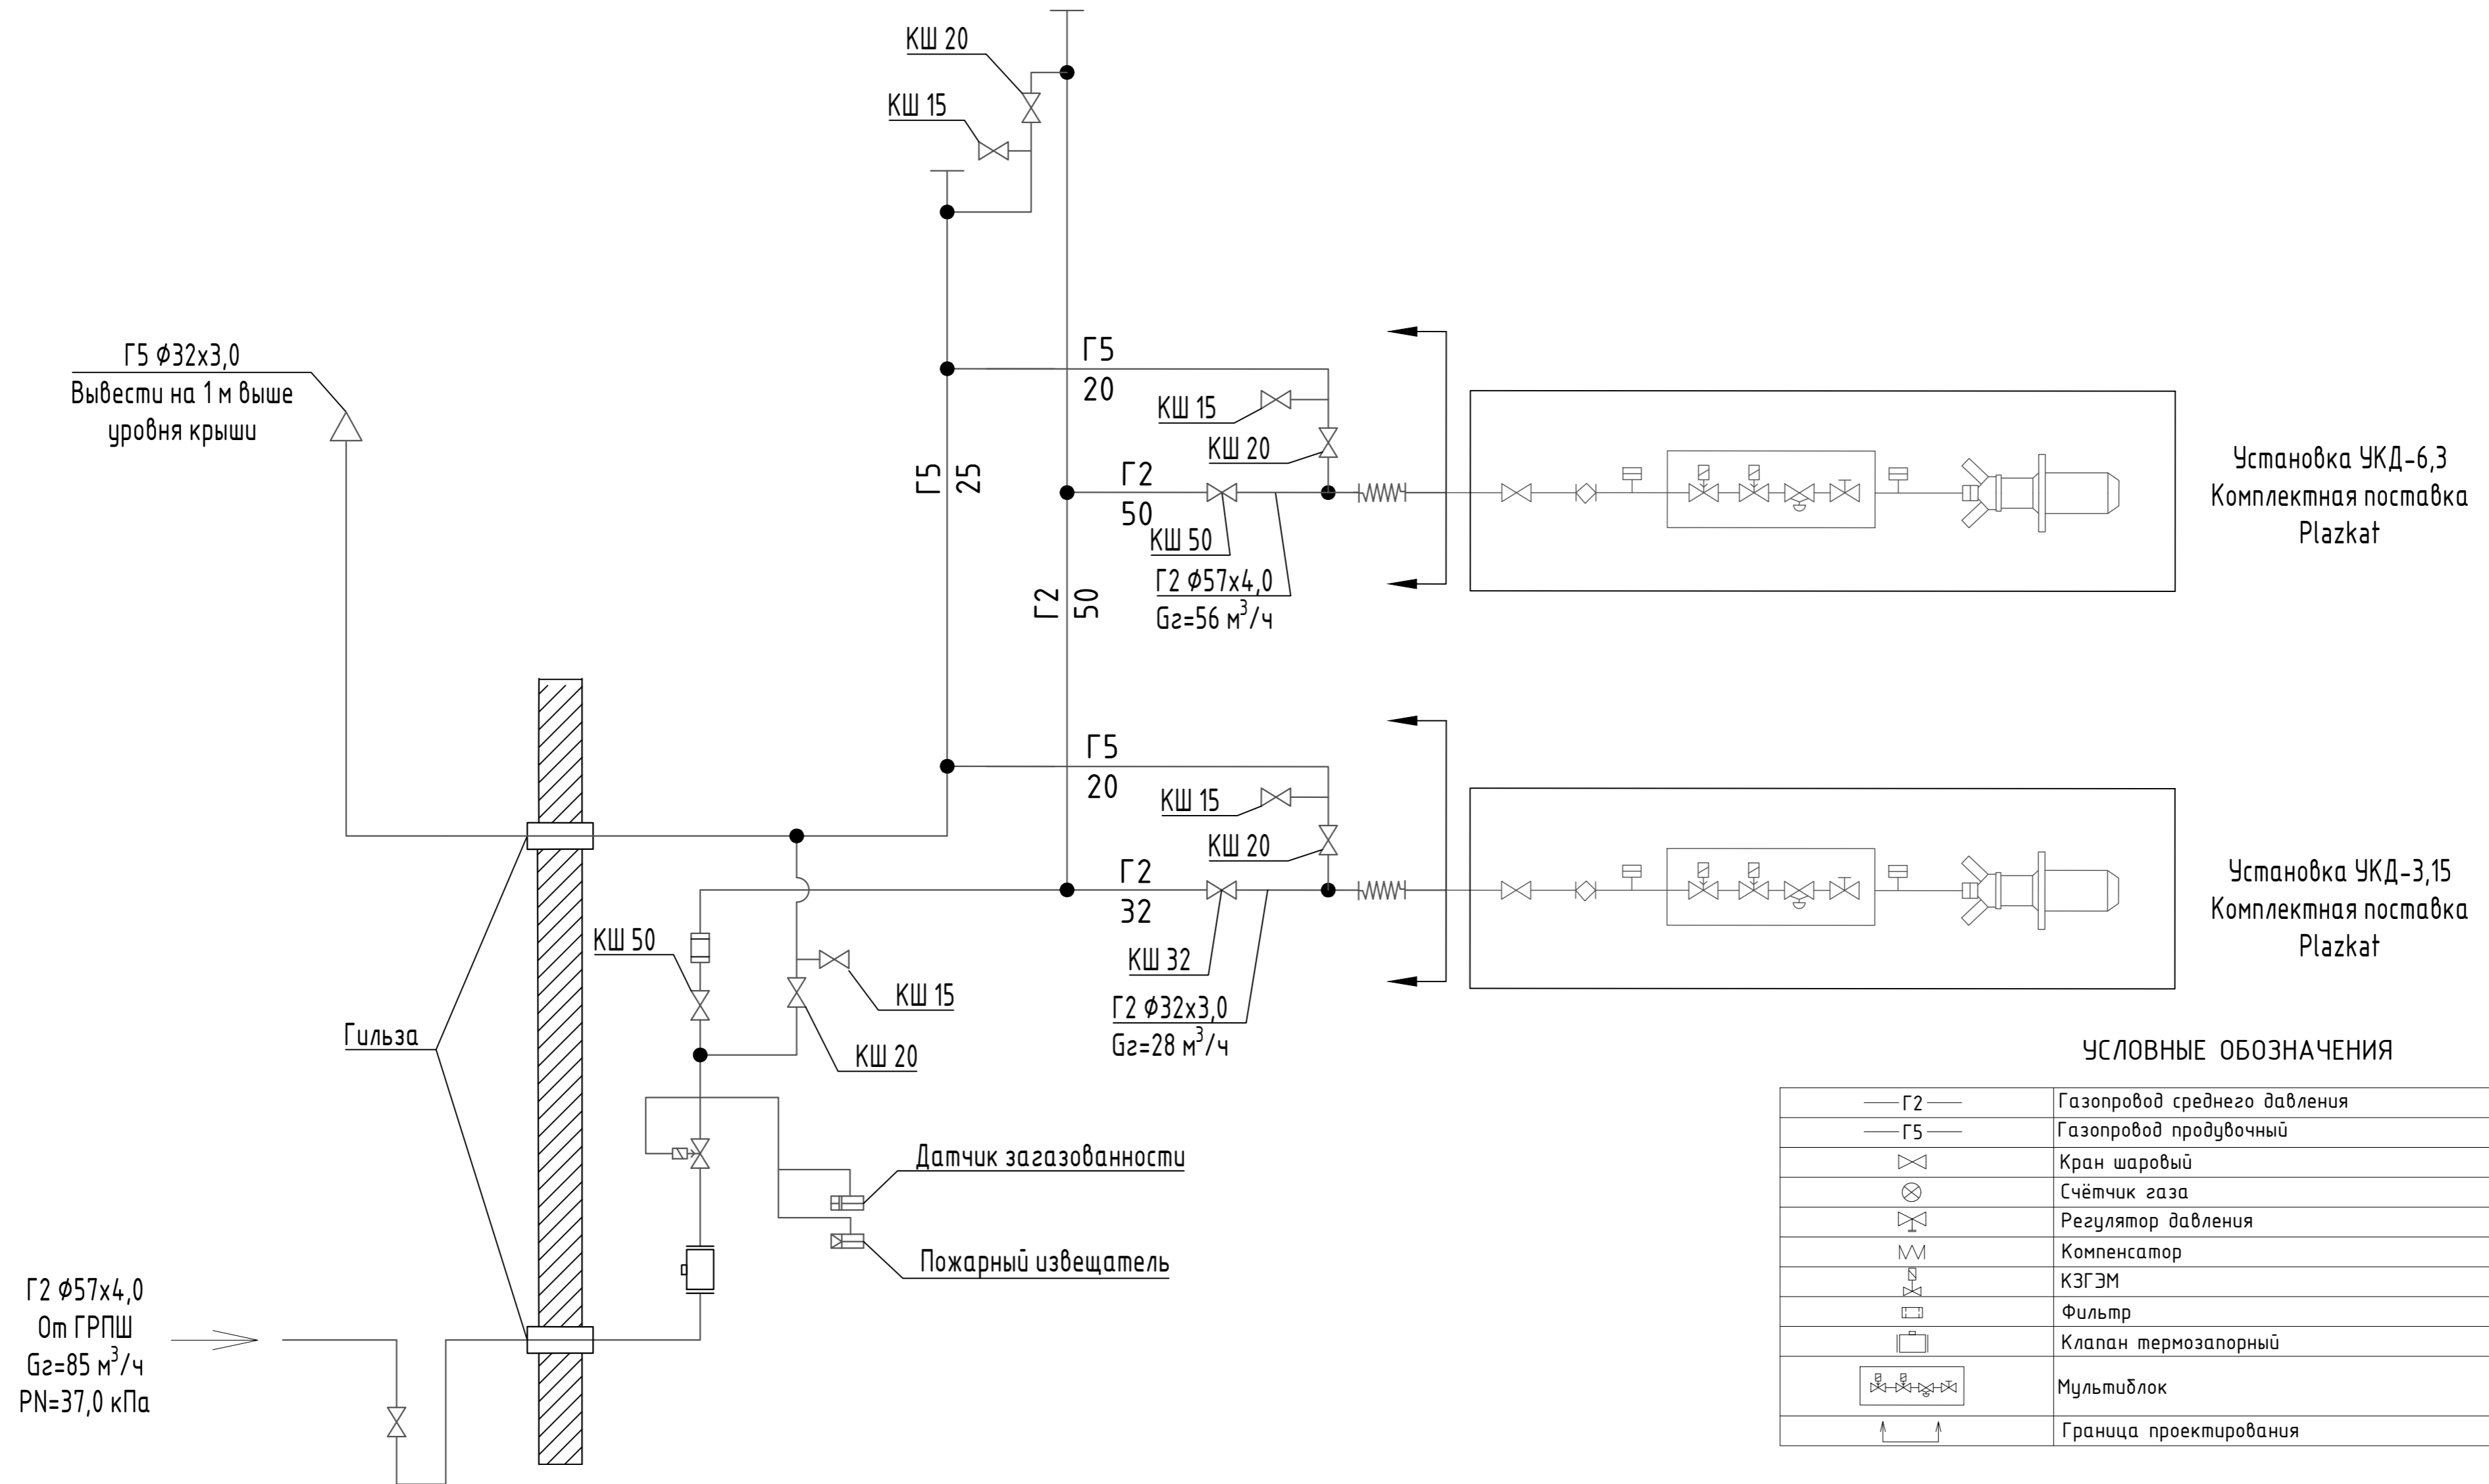 КШ 20
КШ 15
Г5 ϕ32х3,0
Вывести на 1 м выше
уровня крыши
Г5
20
КШ 15
КШ 20
Г5
25
Г2
50
КШ 50
Г2 ϕ57х4,0
Gг=56 м³/ч
Г2
50
Установка УКД-6,3
Комплектная поставка
Plazkat
Г5
20
КШ 15
КШ 20
Г2
32
КШ 32
Г2 ϕ32х3,0
Gг=28 м³/ч
Установка УКД-3,15
Комплектная поставка
Plazkat
КШ 50
КШ 15
КШ 20
Гильза
Датчик загазованности
Пожарный извещатель
Г2 ϕ57х4,0
От ГРПШ
Gг=85 м³/ч
PN=37,0 кПа
УСЛОВНЫЕ ОБОЗНАЧЕНИЯ
Г2 Газопровод среднего давления
Г5 Газопровод продувочный
Кран шаровый
Счётчик газа
Регулятор давления
Компенсатор
КЗГЭМ
Фильтр
Клапан термозапорный
Мультиблок
Граница проектирования